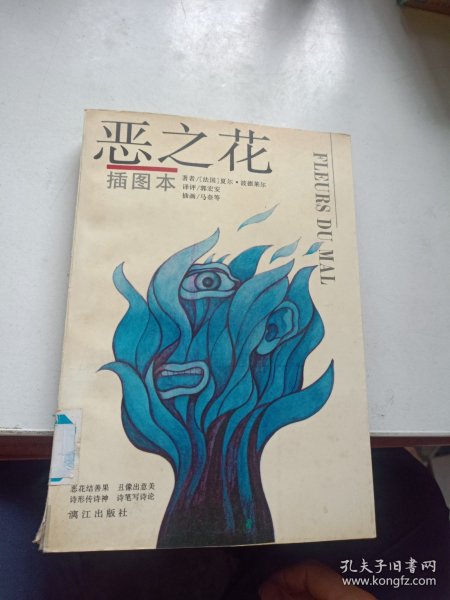 恶之花
插图本
著者/〔法国〕夏尔·波德莱尔
译评/郭宏安
插画/马奈等
FLEURS DU MAL
恶花结善果 丑像出意美
诗形传诗神 诗笔写诗论
漓江出版社
孔夫子旧书网
www.kongfz.com